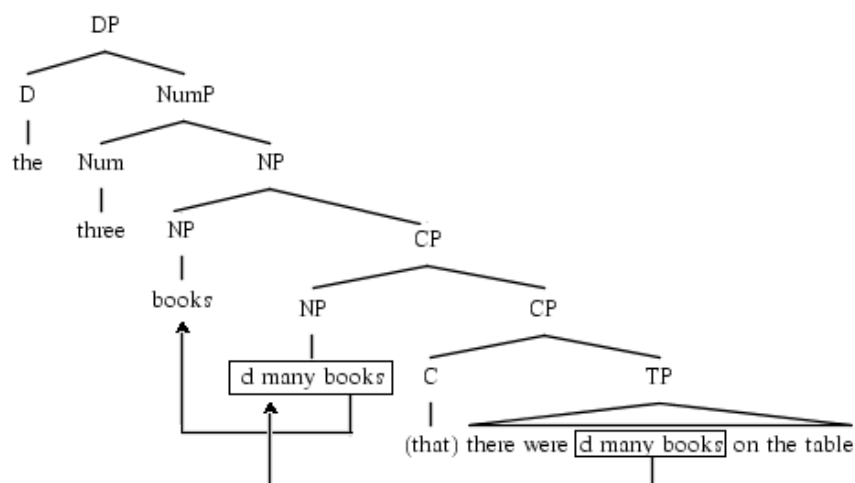 DP
D NumP
the Num NP
three NP CP
books NP CP
d many books C TP
(that) there were d many books on the table